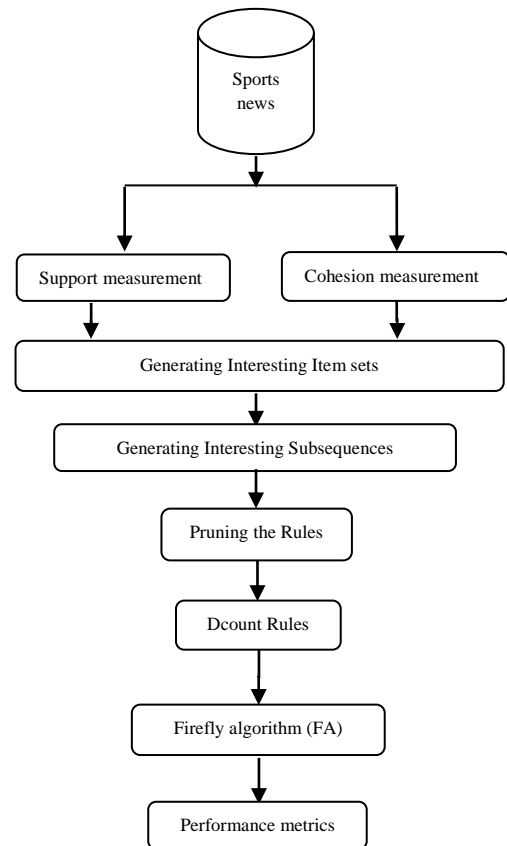 Sports
news
Support measurement
Cohesion measurement
Generating Interesting Item sets
Generating Interesting Subsequences
Pruning the Rules
Dcount Rules
Firefly algorithm (FA)
Performance metrics